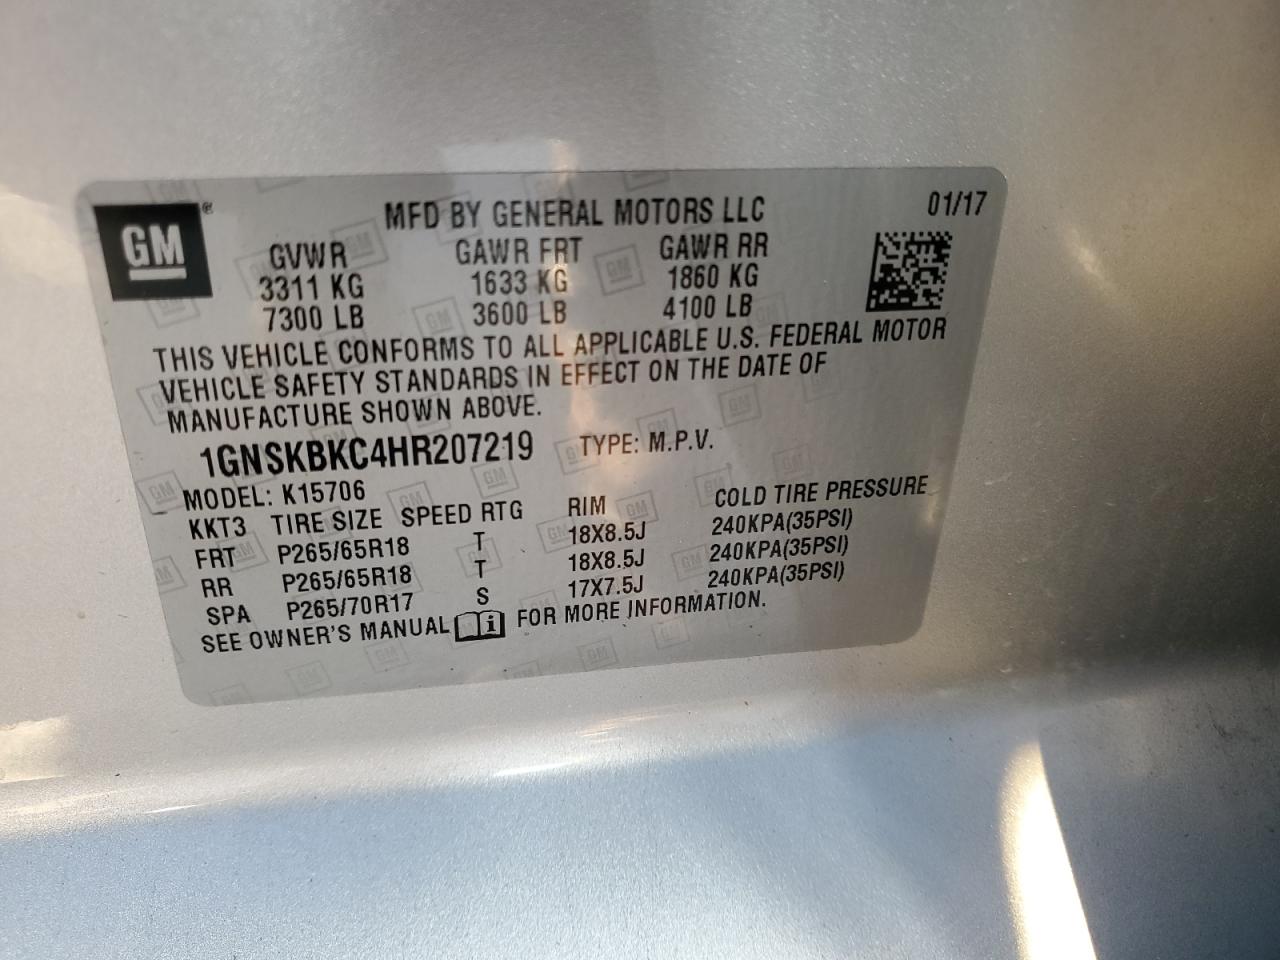 GM ®
MFD BY GENERAL MOTORS LLC 01/17
GVWR GAWR FRT GAWR RR
3311 KG 1633 KG 1860 KG
7300 LB 3600 LB 4100 LB
THIS VEHICLE CONFORMS TO ALL APPLICABLE U.S. FEDERAL MOTOR
VEHICLE SAFETY STANDARDS IN EFFECT ON THE DATE OF
MANUFACTURE SHOWN ABOVE.
1GNSKBKC4HR207219 TYPE: M.P.V.
MODEL: K15706
KKT3 TIRE SIZE SPEED RTG RIM COLD TIRE PRESSURE
FRT P265/65R18 T 18X8.5J 240KPA(35PSI)
RR P265/65R18 T 18X8.5J 240KPA(35PSI)
SPA P265/70R17 S 17X7.5J 240KPA(35PSI)
SEE OWNER'S MANUAL i FOR MORE INFORMATION.